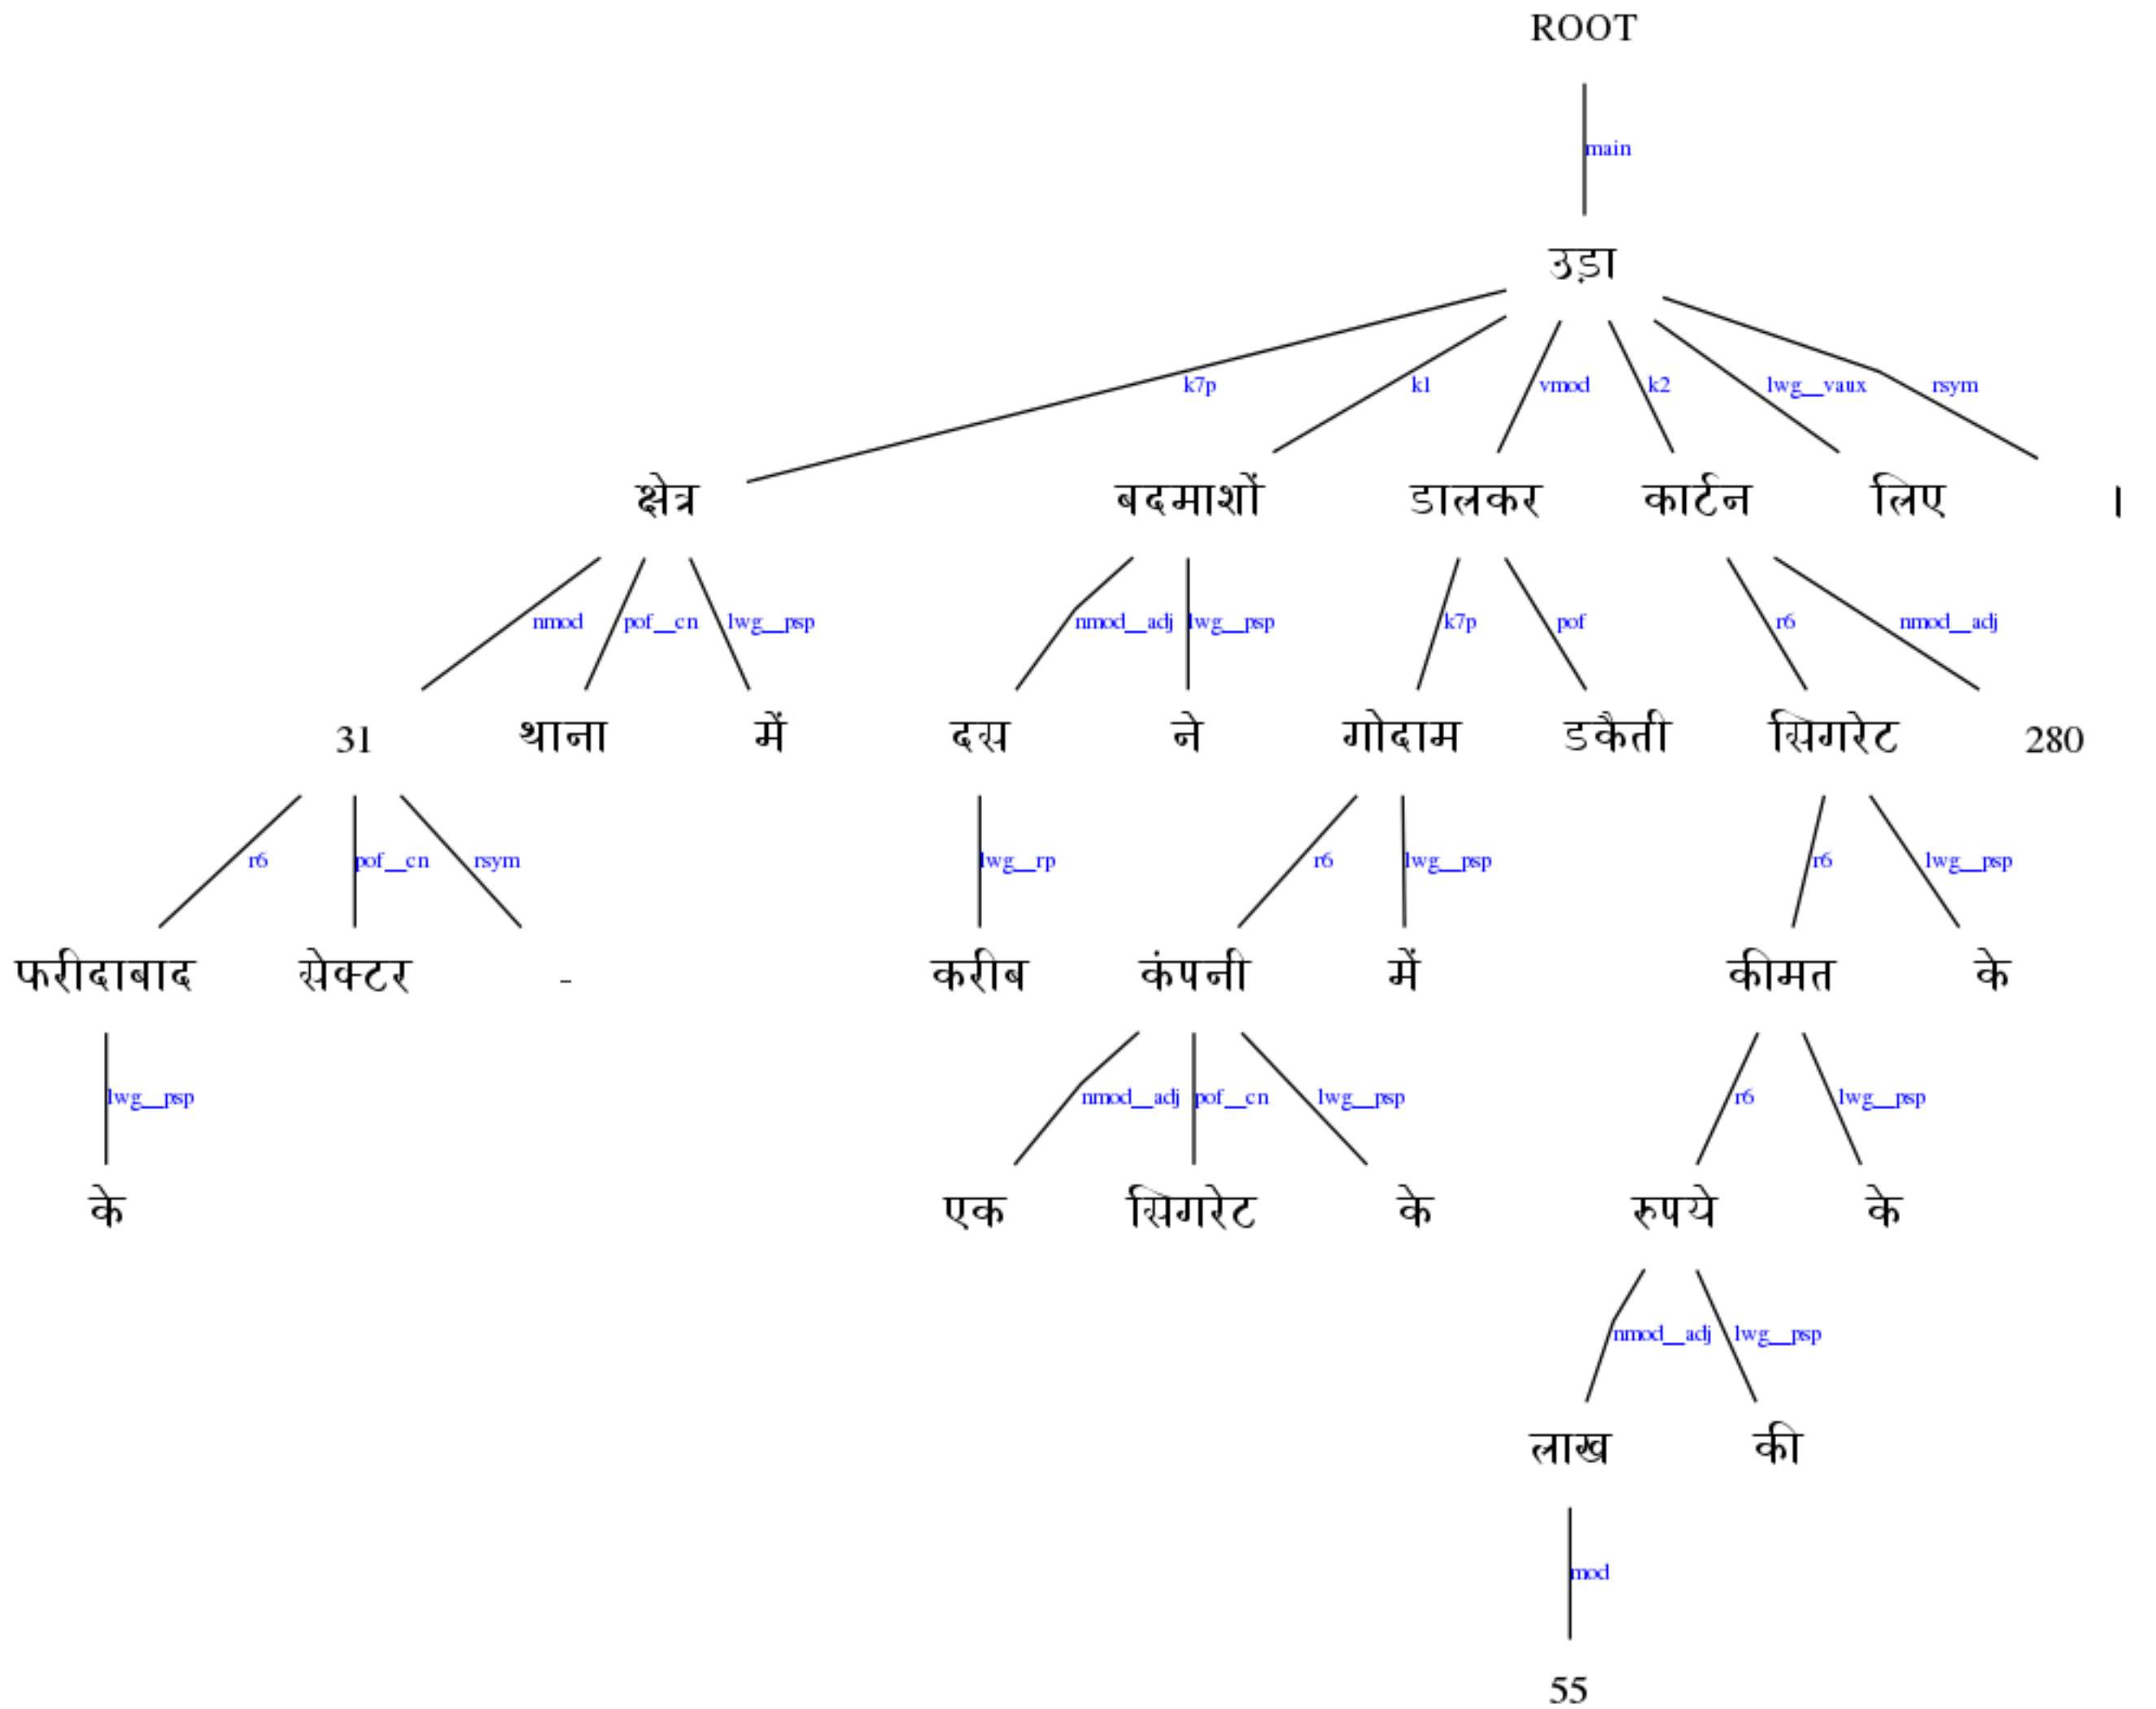 ROOT
main
उड़ा
k7p k1 vmod k2 lwg__vaux rsym
क्षेत्र बदमाशों डालकर कार्टन लिए ।
nmod pof__cn lwg__psp nmod__adj lwg__psp k7p pof r6 nmod__adj
31 थाना में दस ने गोदाम डकैती सिगरेट 280
r6 pof__cn rsym lwg__rp r6 lwg__psp r6 lwg__psp
फरीदाबाद सेक्टर - करीब कंपनी में कीमत के
lwg__psp nmod__adj pof__cn lwg__psp r6 lwg__psp
के एक सिगरेट के रुपये के
nmod__adj lwg__psp
लाख की
mod
55